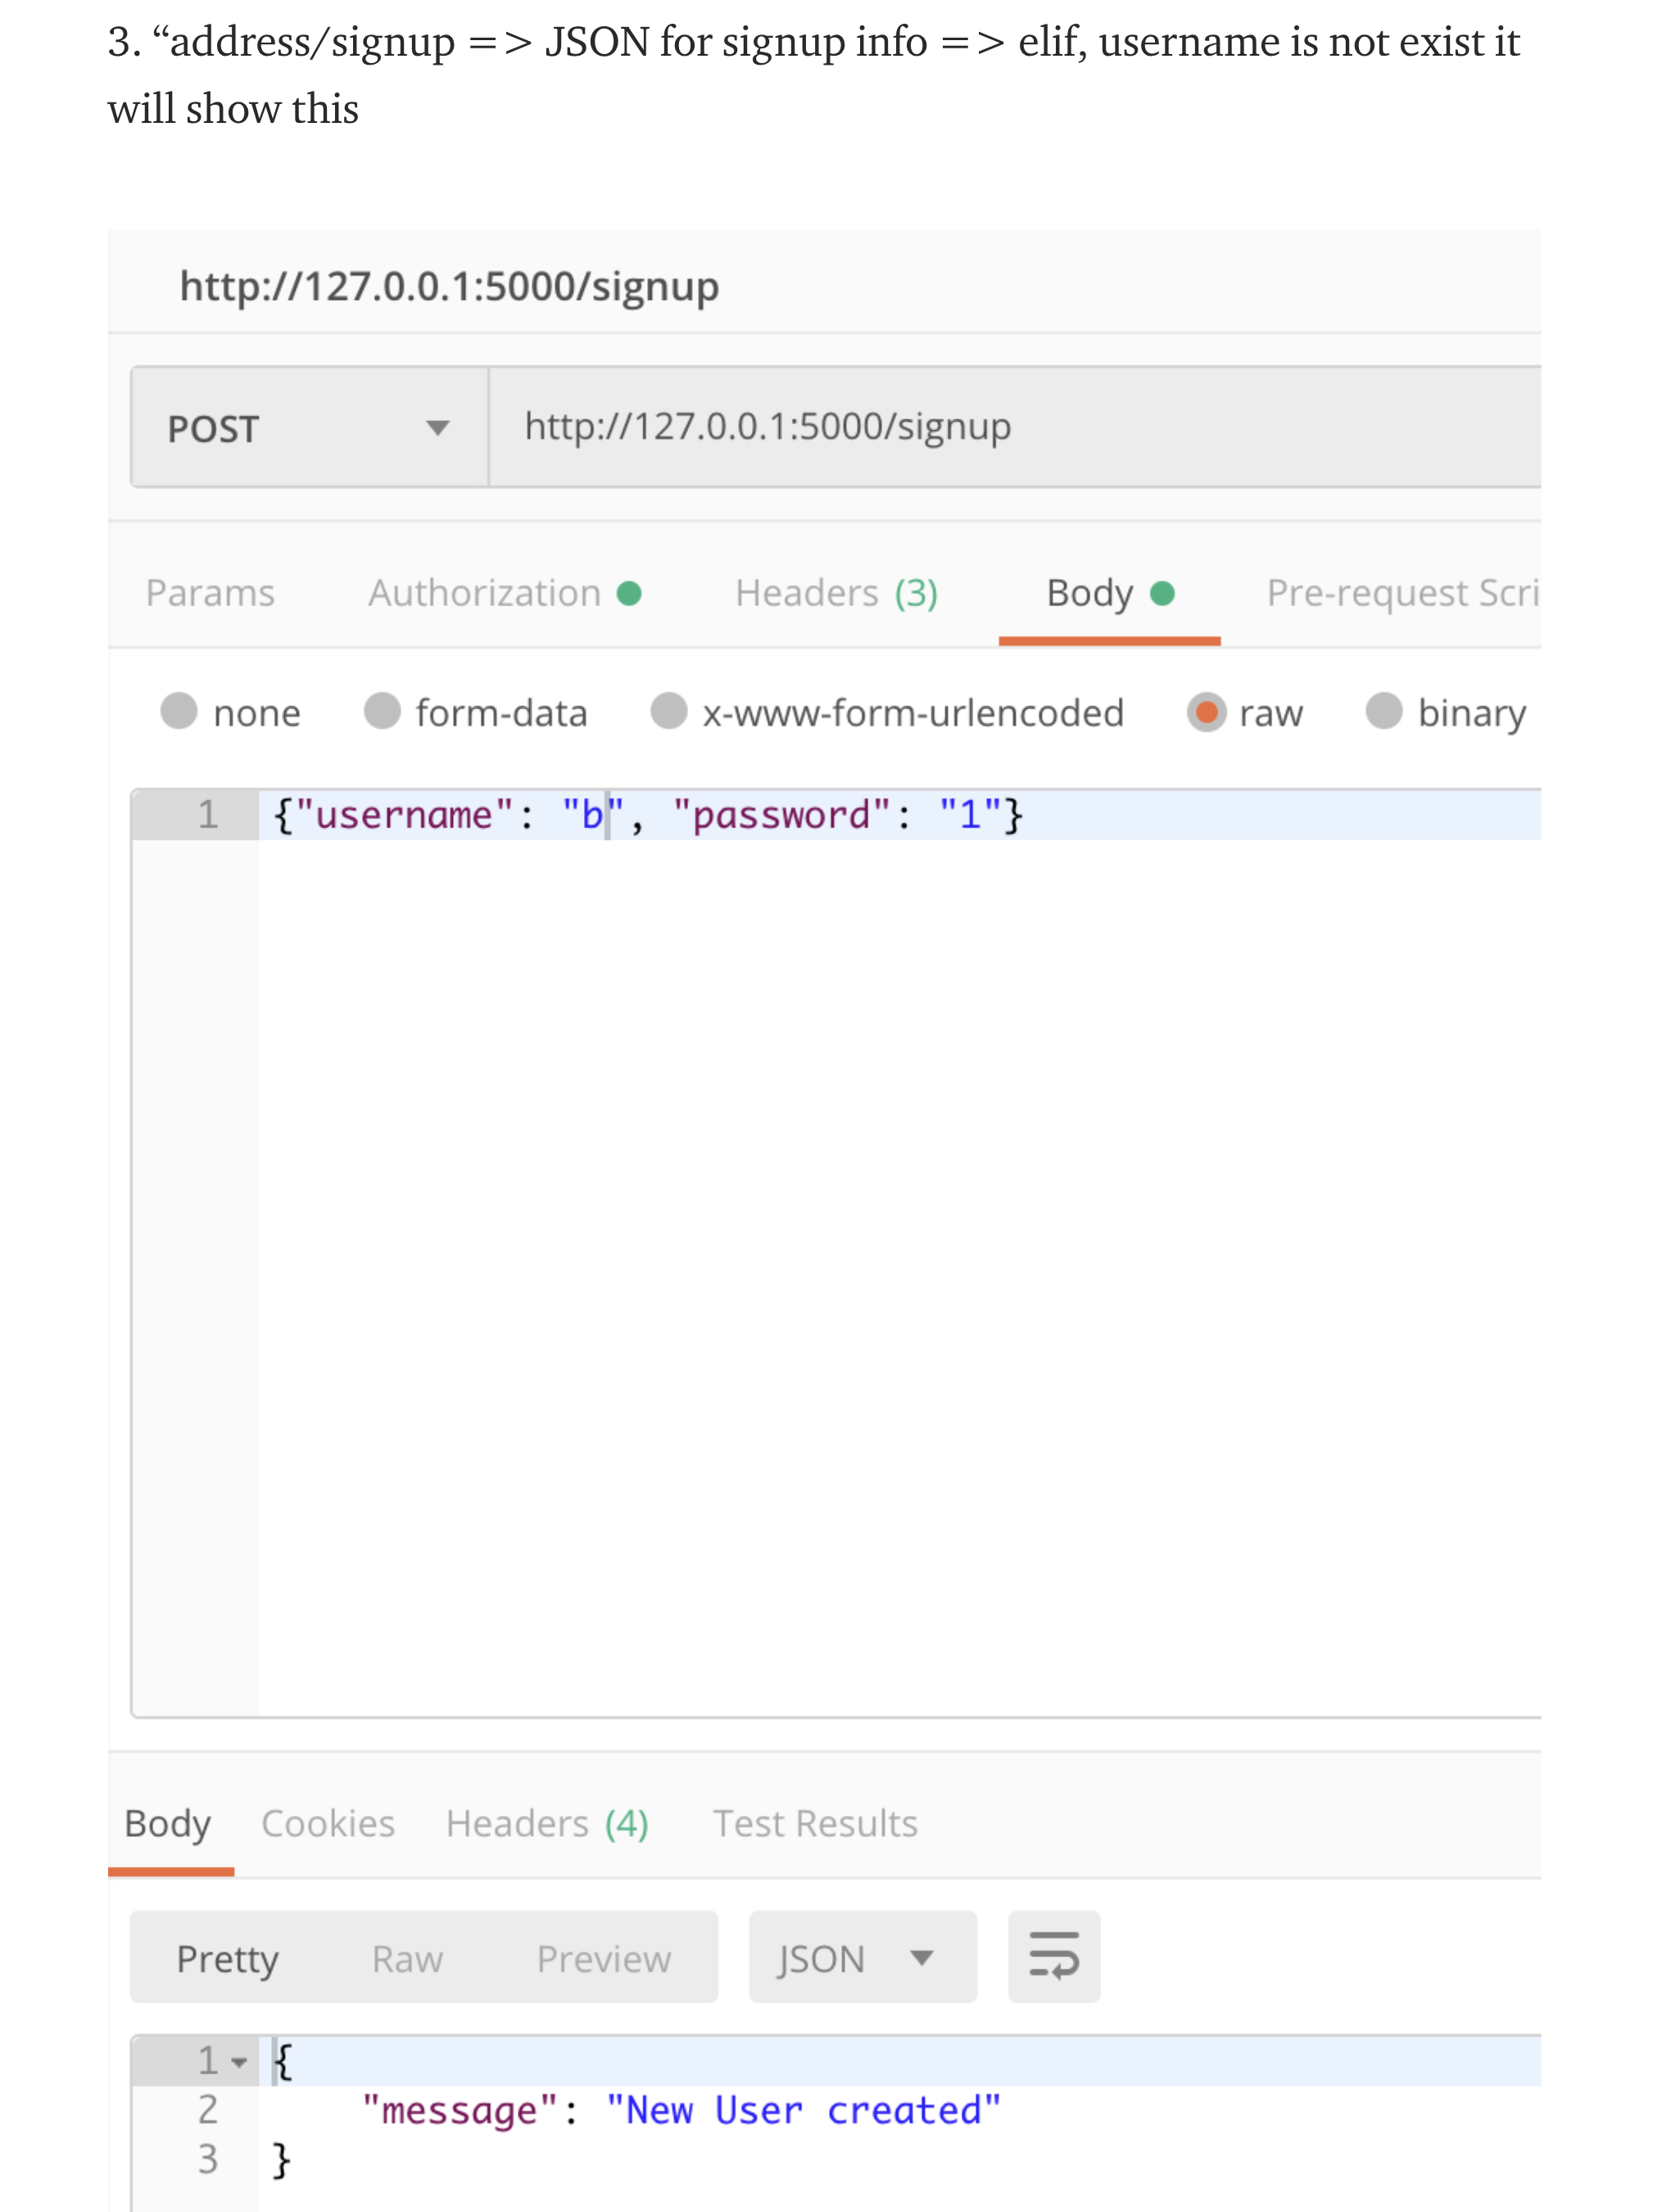 3. “address/signup => JSON for signup info => elif, username is not exist it
will show this
http://127.0.0.1:5000/signup
POST http://127.0.0.1:5000/signup
Params Authorization Headers (3) Body Pre-request Scri
none form-data x-www-form-urlencoded raw binary
1 {"username": "b", "password": "1"}
Body Cookies Headers (4) Test Results
Pretty Raw Preview JSON
1 {
2 "message": "New User created"
3 }